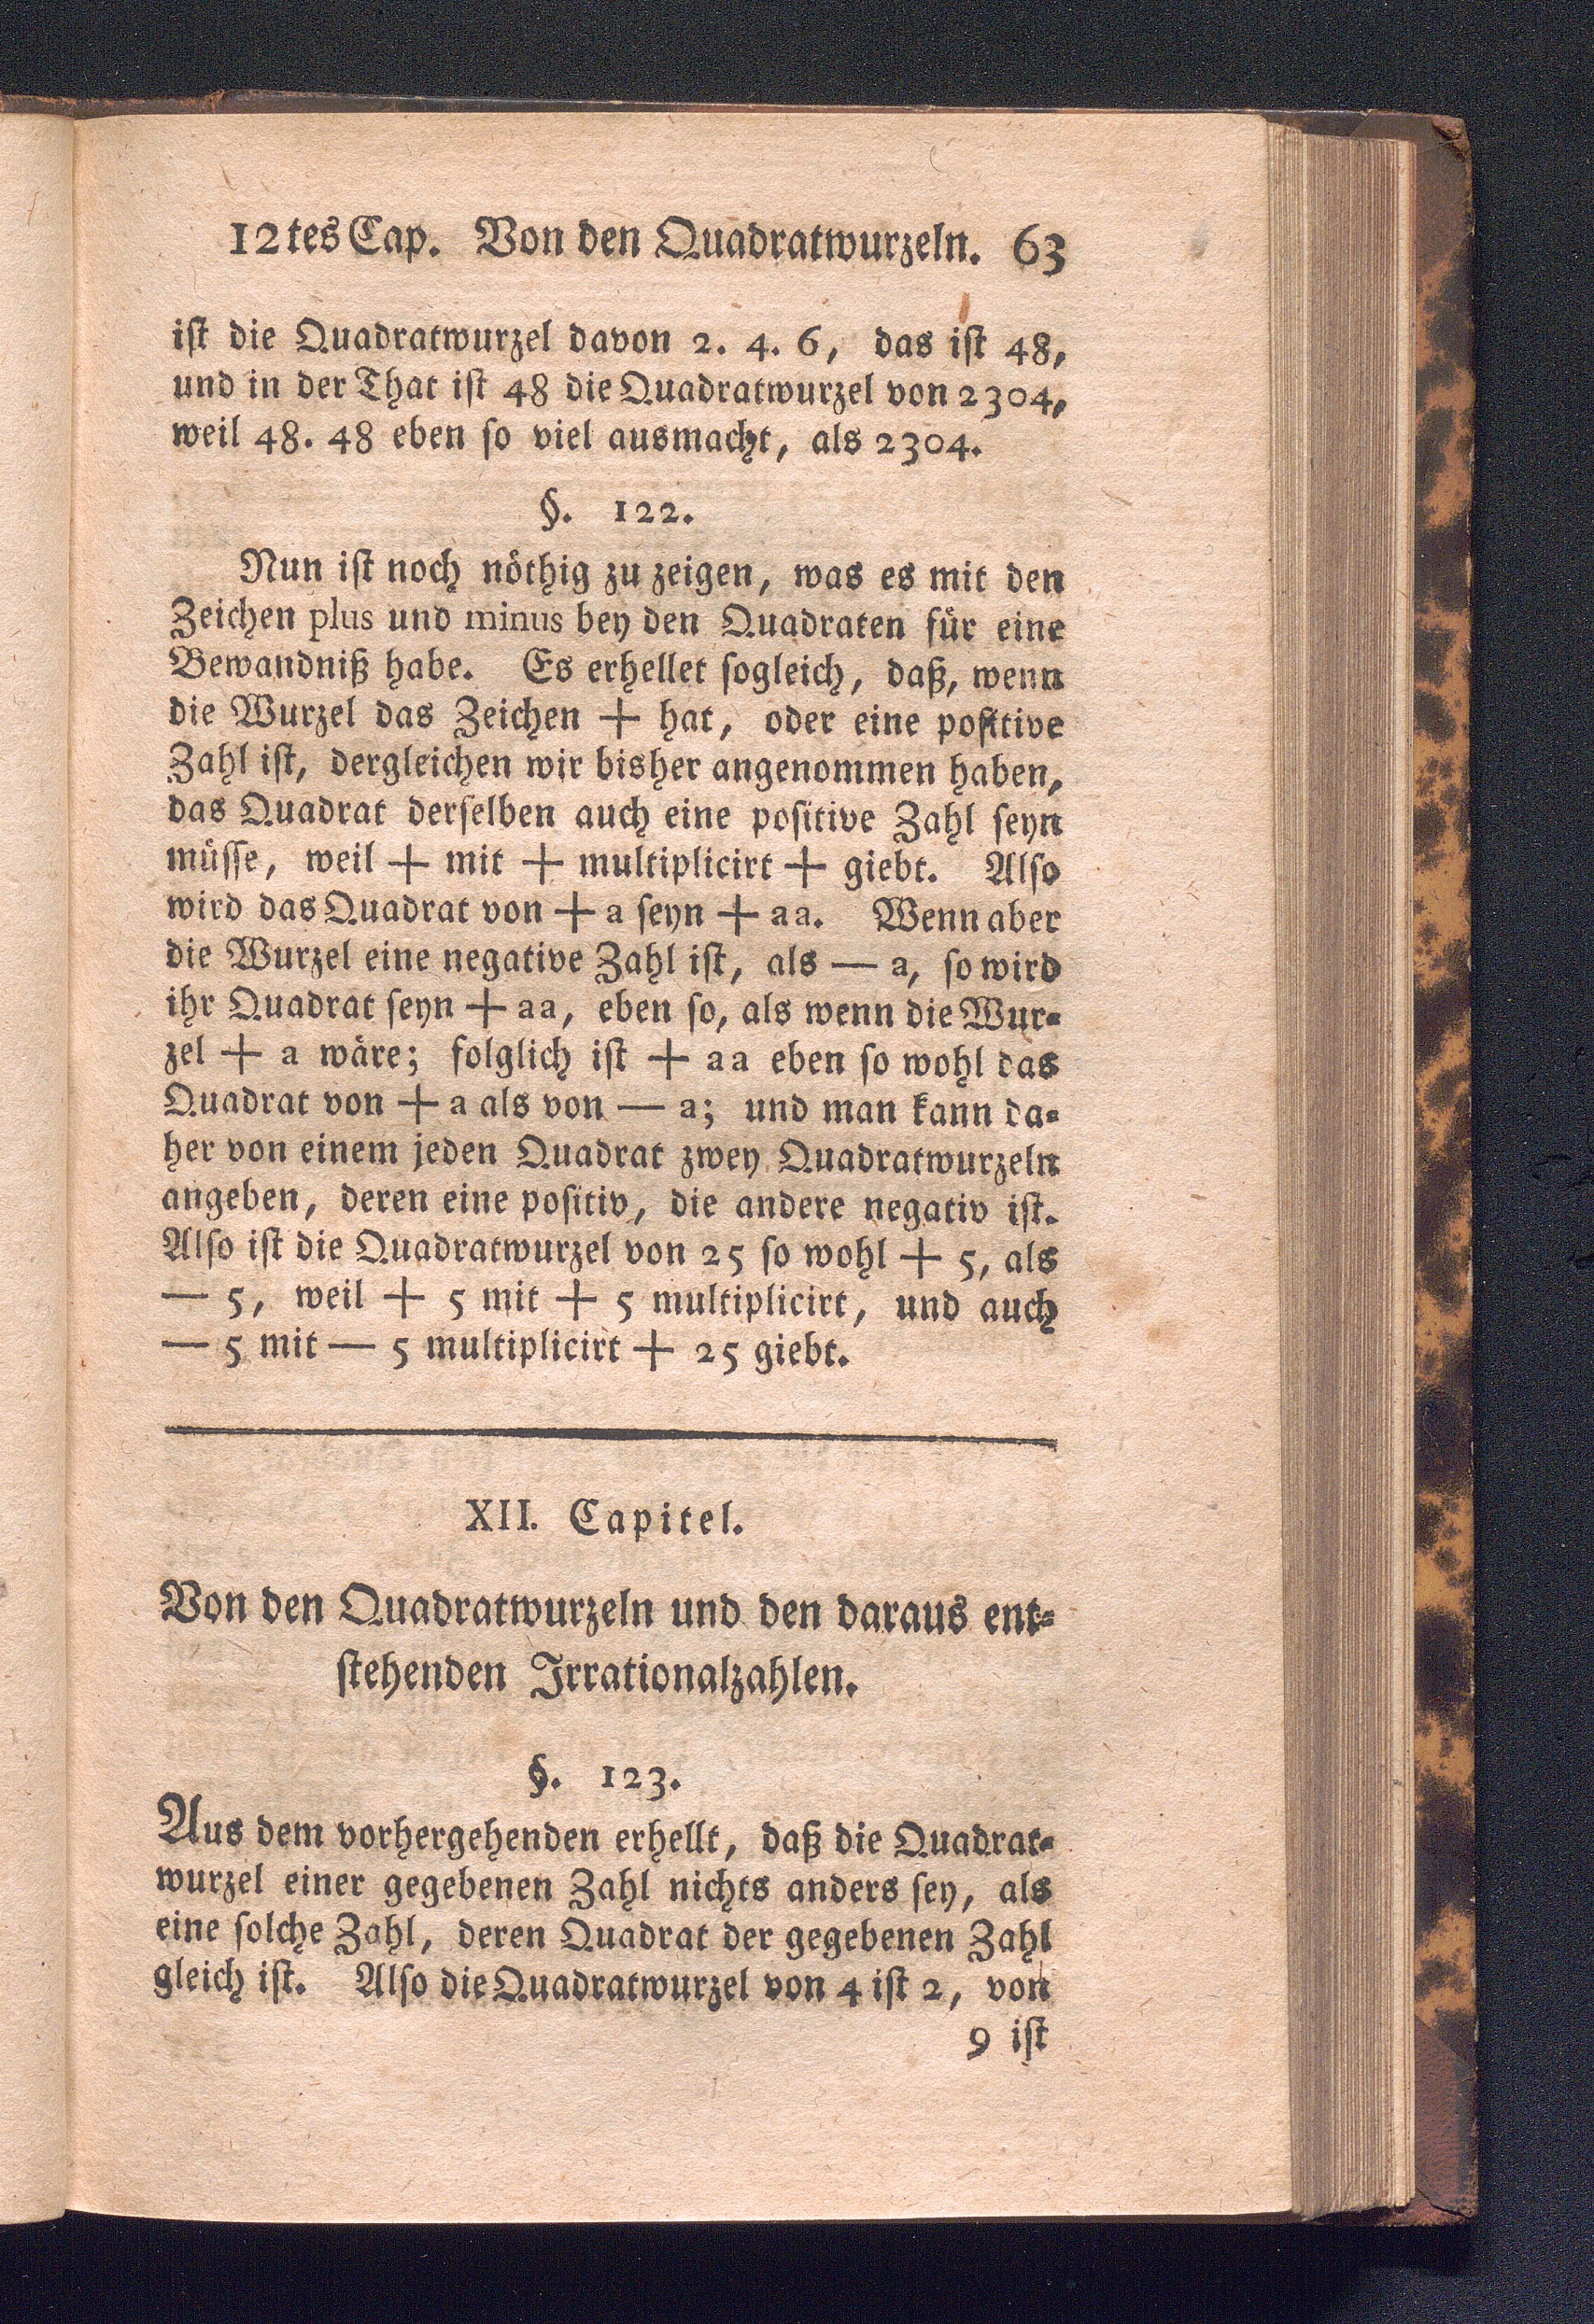 12tes Cap. Von den Quadratwurzeln. 63
ist die Quadratwurzel davon 2. 4. 6, das ist 48,
und in der That ist 48 die Quadratwurzel von 2304,
weil 48. 48 eben so viel ausmacht, als 2304.
§. 122.
Nun ist noch nöthig zu zeigen, was es mit den
Zeichen plus und minus bey den Quadraten für eine
Bewandniß habe. Es erhellet sogleich, daß, wenn
die Wurzel das Zeichen + hat, oder eine positive
Zahl ist, dergleichen wir bisher angenommen haben,
das Quadrat derselben auch eine positive Zahl seyn
müsse, weil + mit + multiplicirt + giebt. Also
wird das Quadrat von + a seyn + aa. Wenn aber
die Wurzel eine negative Zahl ist, als — a, so wird
ihr Quadrat seyn + aa, eben so, als wenn die Wur-
zel + a wäre; folglich ist + aa eben so wohl das
Quadrat von + a als von — a; und man kann da-
her von einem jeden Quadrat zwey Quadratwurzeln
angeben, deren eine positiv, die andere negativ ist.
Also ist die Quadratwurzel von 25 so wohl + 5, als
— 5, weil + 5 mit + 5 multiplicirt, und auch
— 5 mit — 5 multiplicirt + 25 giebt.
XII. Capitel.
Von den Quadratwurzeln und den daraus ent-
stehenden Irrationalzahlen.
§. 123.
Aus dem vorhergehenden erhellt, daß die Quadrat-
wurzel einer gegebenen Zahl nichts anders sey, als
eine solche Zahl, deren Quadrat der gegebenen Zahl
gleich ist. Also die Quadratwurzel von 4 ist 2, von
9 ist